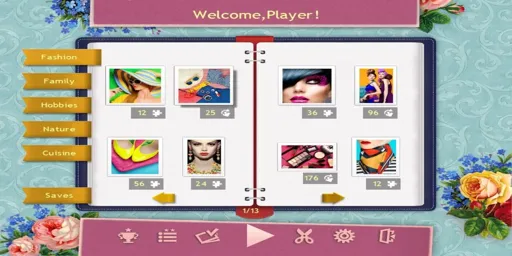 Welcome,Player!
Fashion
Family
Hobbies
Nature
Cuisine
Saves
12
25
36
96
56
24
176
12
1/13